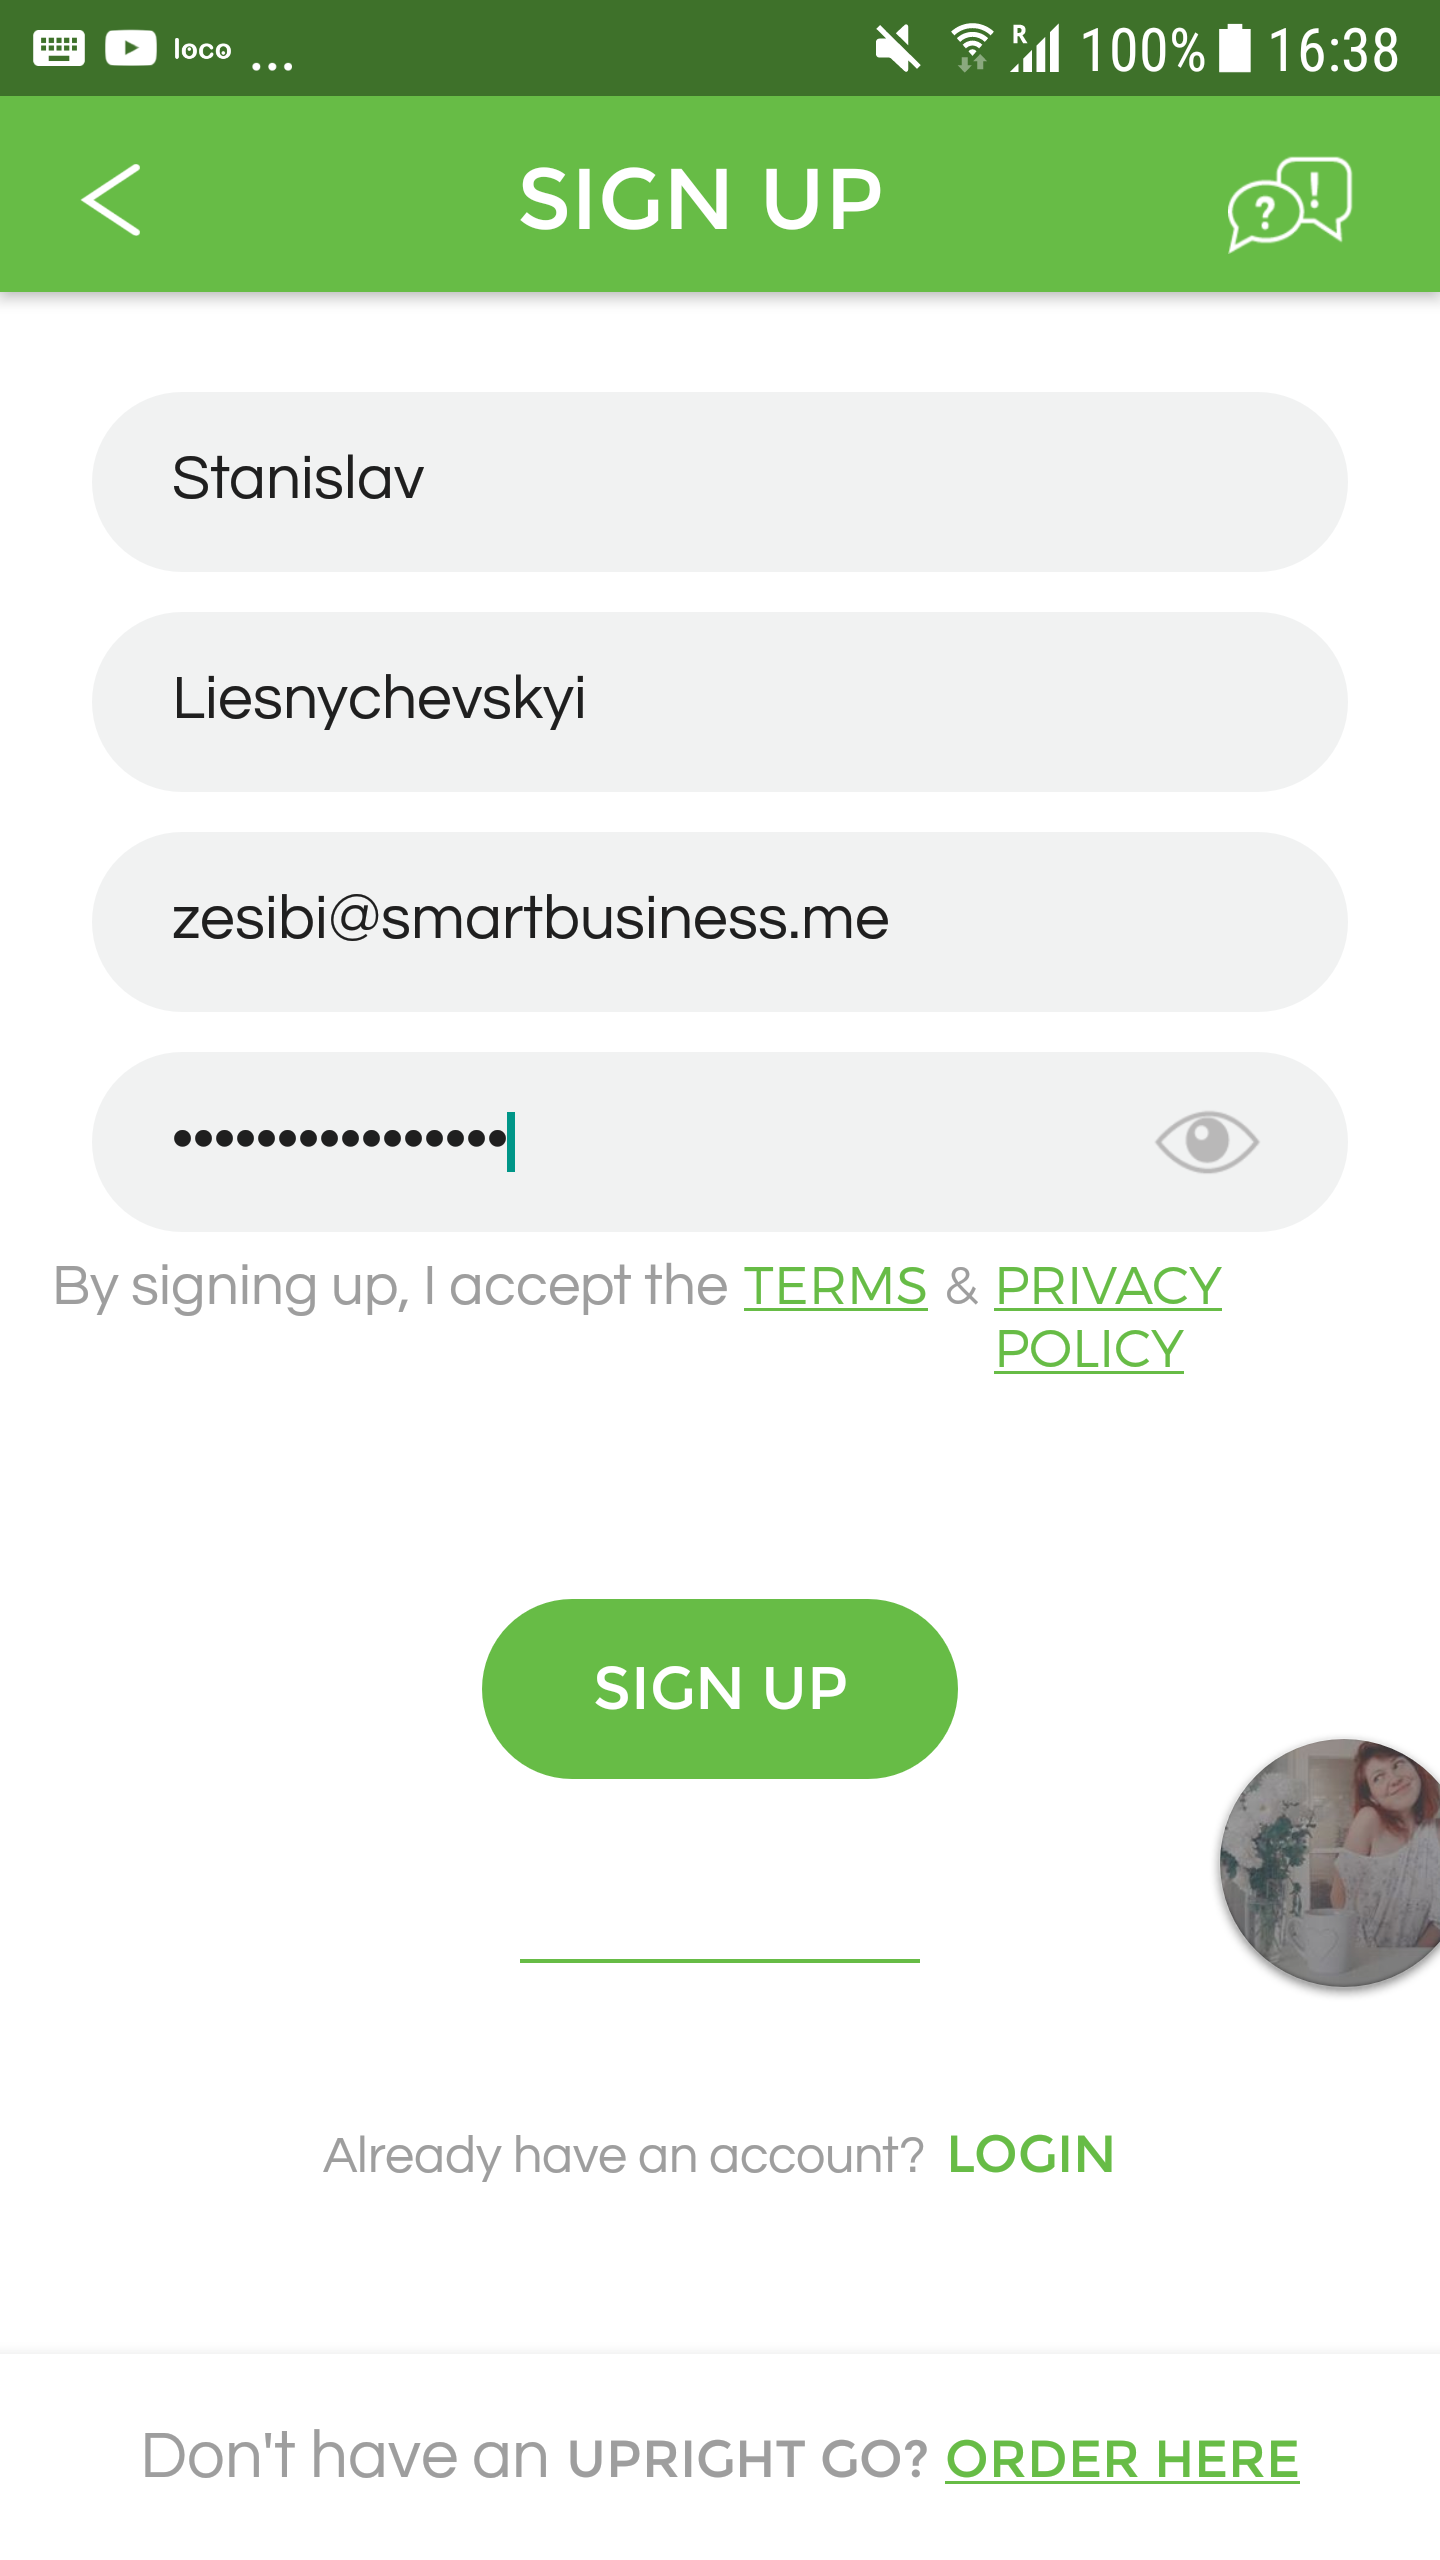 loco ... R 100% 16:38
SIGN UP
? !
Stanislav
Liesnychevskyi
zesibi@smartbusiness.me
••••••••••••••••
By signing up, I accept the TERMS & PRIVACY
POLICY
SIGN UP
Already have an account? LOGIN
Don't have an UPRIGHT GO? ORDER HERE